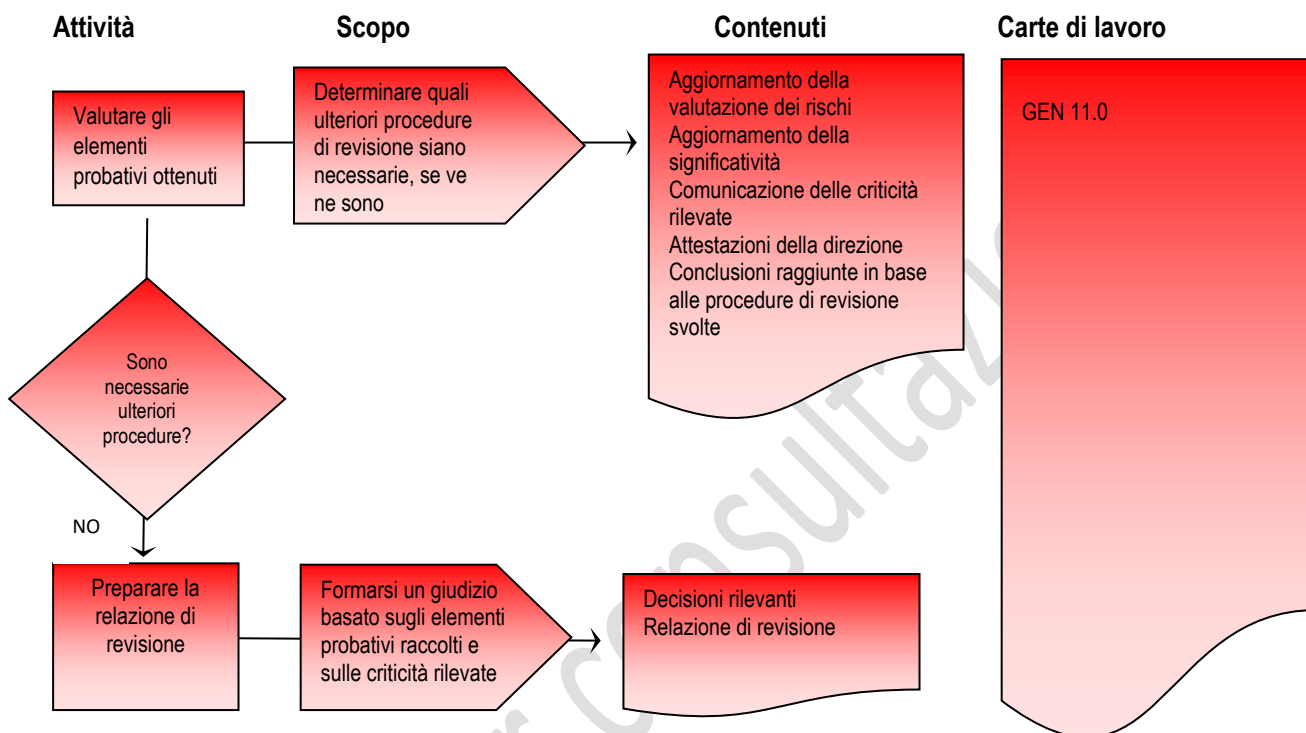 Attività
Scopo
Contenuti
Carte di lavoro
Valutare gli
elementi
probativi ottenuti
Determinare quali
ulteriori procedure
di revisione siano
necessarie, se ve
ne sono
Aggiornamento della
valutazione dei rischi
Aggiornamento della
significatività
Comunicazione delle criticità
rilevate
Attestazioni della direzione
Conclusioni raggiunte in base
alle procedure di revisione
svolte
GEN 11.0
Sono
necessarie
ulteriori
procedure?
NO
Preparare la
relazione di
revisione
Formarsi un giudizio
basato sugli elementi
probativi raccolti e
sulle criticità rilevate
Decisioni rilevanti
Relazione di revisione